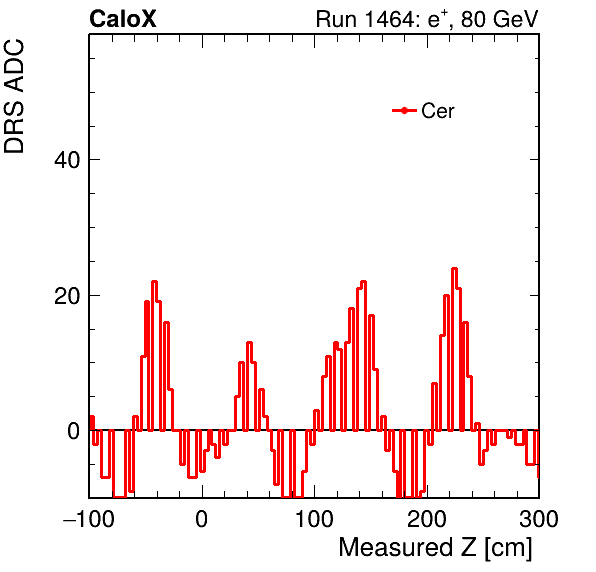 CaloX Run 1464: e⁺, 80 GeV
DRS ADC
Cer
40
20
0
−100 0 100 200 300
Measured Z [cm]